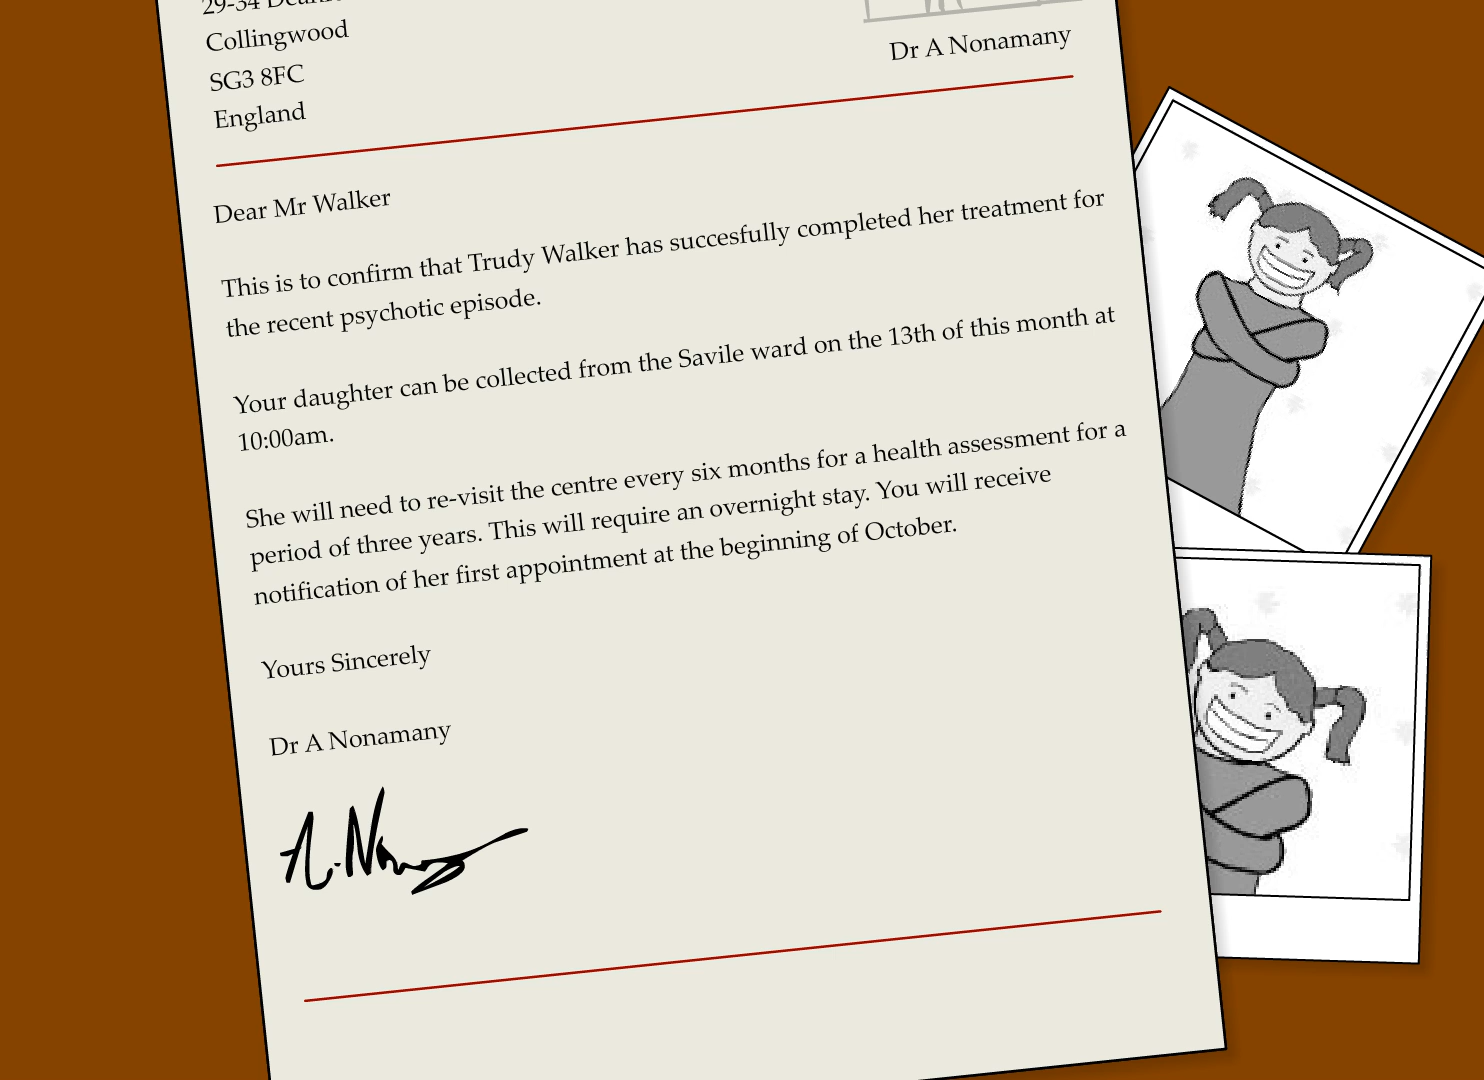 29-34
Collingwood
SG3 8FC
England
Dr A Nonamany
Dear Mr Walker
This is to confirm that Trudy Walker has succesfully completed her treatment for
the recent psychotic episode.
Your daughter can be collected from the Savile ward on the 13th of this month at
10:00am.
She will need to re-visit the centre every six months for a health assessment for a
period of three years. This will require an overnight stay. You will receive
notification of her first appointment at the beginning of October.
Yours Sincerely
Dr A Nonamany